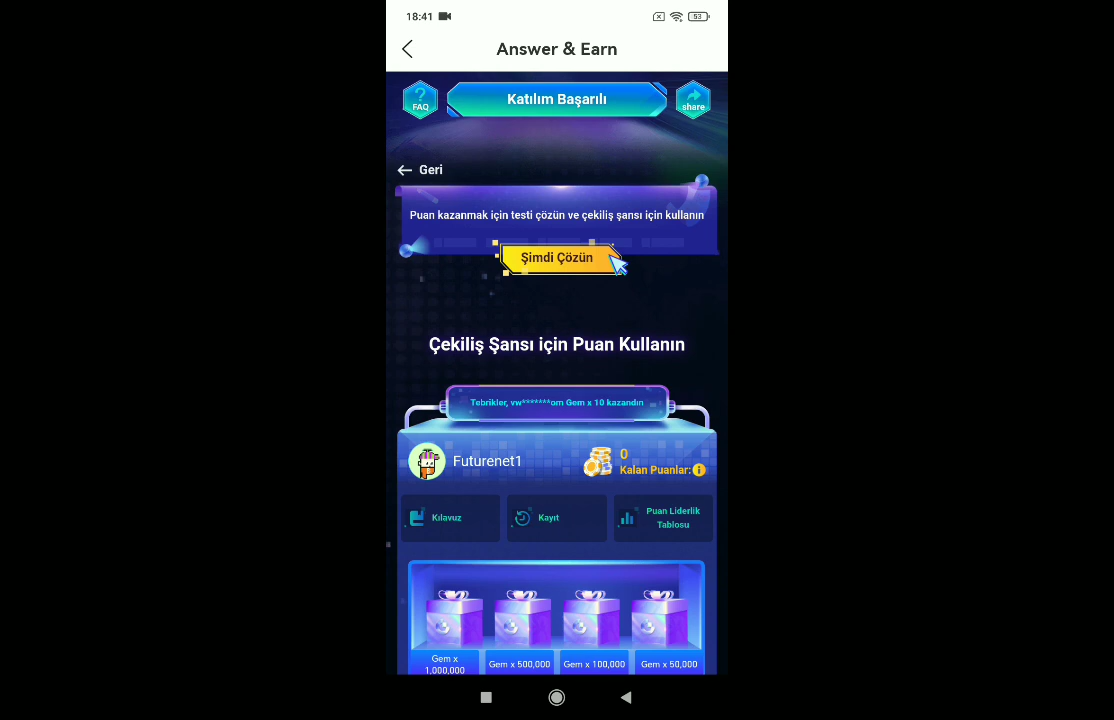 18:41
53
Answer & Earn
FAQ
Katılım Başarılı
share
Geri
Puan kazanmak için testi çözün ve çekiliş şansı için kullanın
Şimdi Çözün
Çekiliş Şansı için Puan Kullanın
Tebrikler, vw*******om Gem x 10 kazandın
Futurenet1
0
Kalan Puanlar:
Kılavuz
Kayıt
Puan Liderlik
Tablosu
Gem x
1,000,000
Gem x 500,000
Gem x 100,000
Gem x 50,000